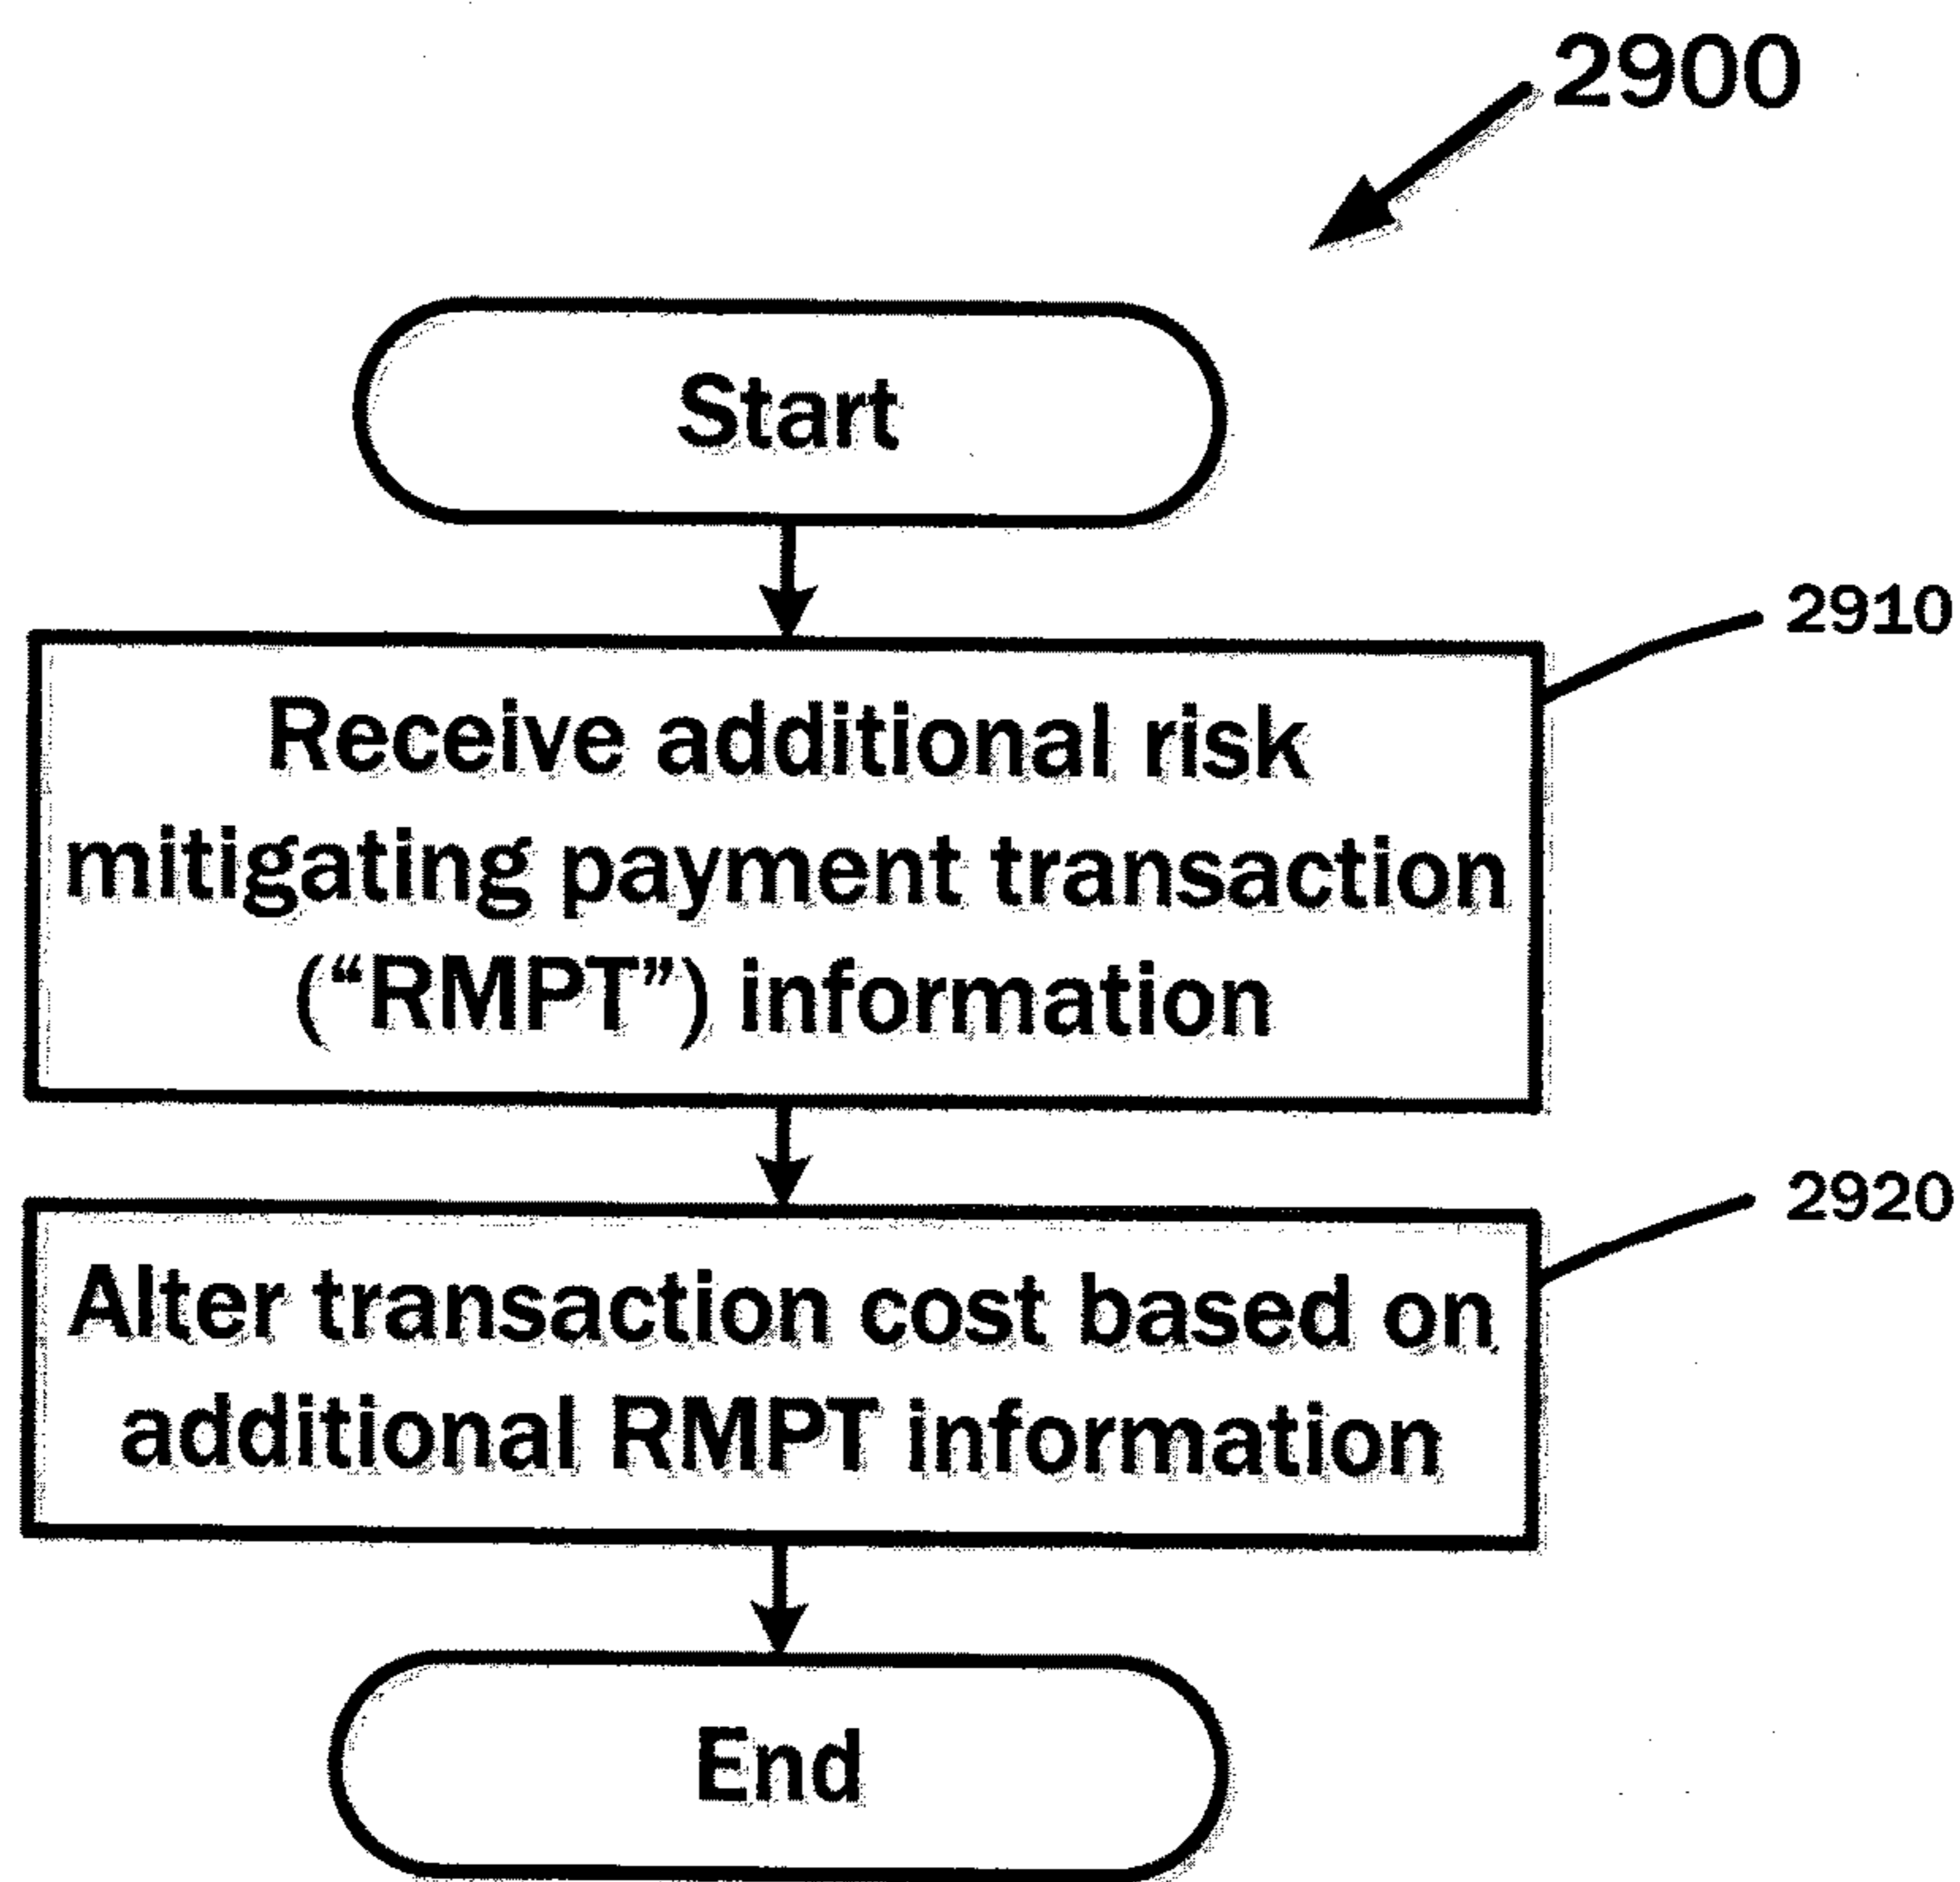 2900
Start
2910
Receive additional risk
mitigating payment transaction
(“RMPT”) information
2920
Alter transaction cost based on
additional RMPT information
End